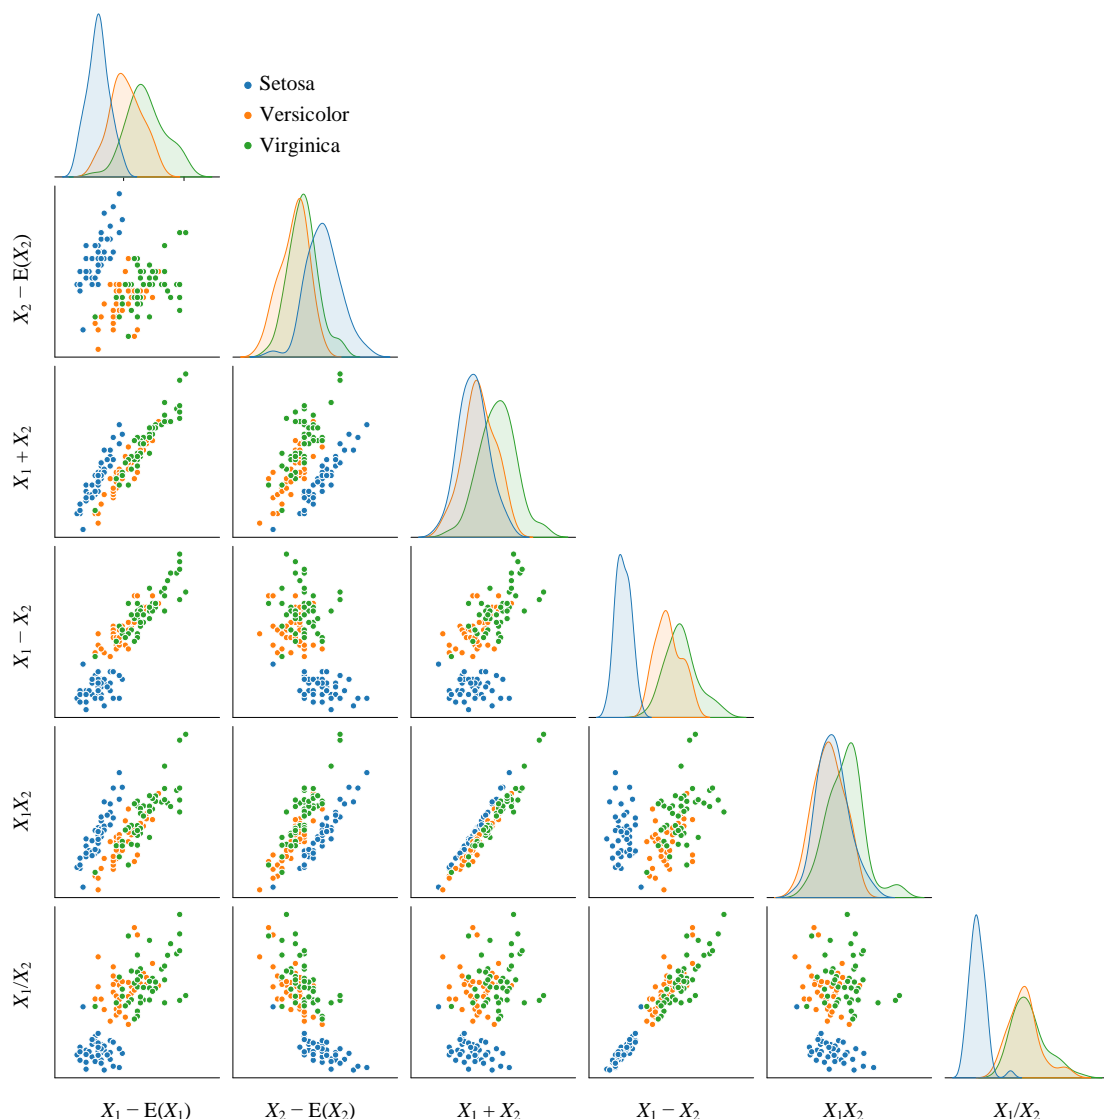 Setosa
Versicolor
Virginica
X₂ − E(X₂)
X₁ + X₂
X₁ − X₂
X₁X₂
X₁/X₂
X₁ − E(X₁)
X₂ − E(X₂)
X₁ + X₂
X₁ − X₂
X₁X₂
X₁/X₂